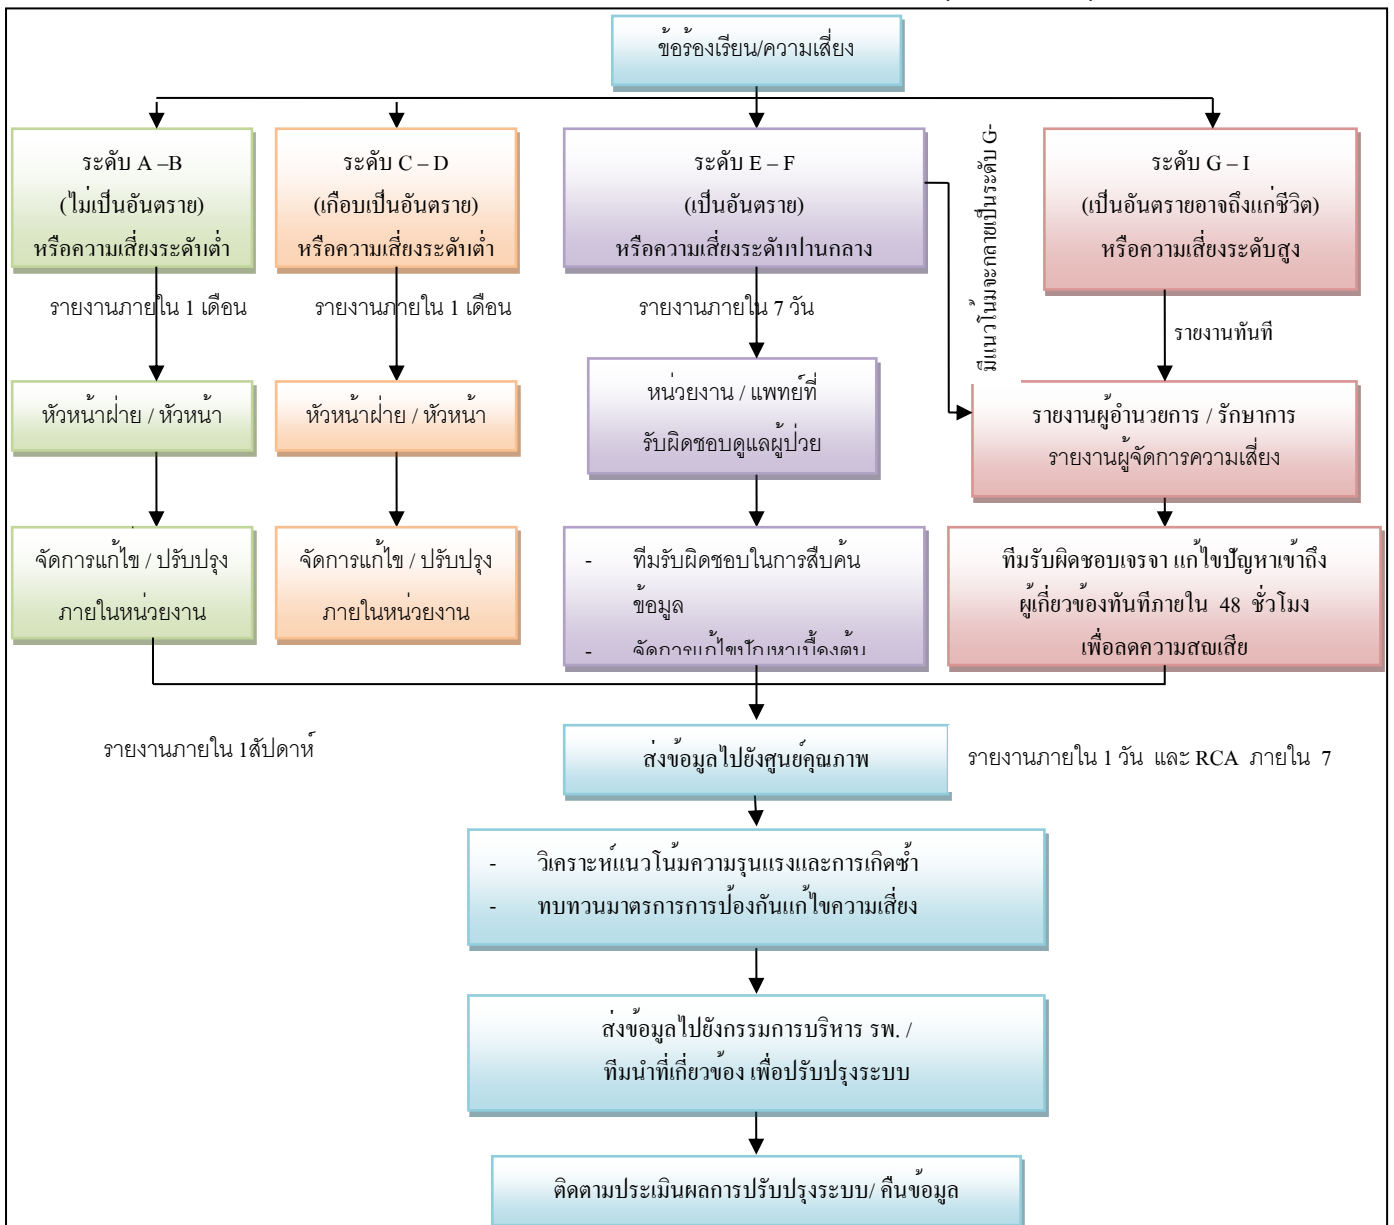 ข้อร้องเรียน/ความเสี่ยง
ระดับ A –B
(ไม่เป็นอันตราย)
หรือความเสี่ยงระดับต่ำ
ระดับ C – D
(เกือบเป็นอันตราย)
หรือความเสี่ยงระดับต่ำ
ระดับ E – F
(เป็นอันตราย)
หรือความเสี่ยงระดับปานกลาง
มีแนวโน้มจะกลายเป็นระดับ G-
ระดับ G – I
(เป็นอันตรายอาจถึงแก่ชีวิต)
หรือความเสี่ยงระดับสูง
รายงานภายใน 1 เดือน
รายงานภายใน 1 เดือน
รายงานภายใน 7 วัน
รายงานทันที
หัวหน้าฝ่าย / หัวหน้า
หัวหน้าฝ่าย / หัวหน้า
หน่วยงาน / แพทย์ที่
รับผิดชอบดูแลผู้ป่วย
รายงานผู้อำนวยการ / รักษาการ
รายงานผู้จัดการความเสี่ยง
จัดการแก้ไข / ปรับปรุง
ภายในหน่วยงาน
จัดการแก้ไข / ปรับปรุง
ภายในหน่วยงาน
- ทีมรับผิดชอบในการสืบค้น
ข้อมูล
- จัดการแก้ไขปัญหาเบื้องต้น
ทีมรับผิดชอบเจรจา แก้ไขปัญหาเข้าถึง
ผู้เกี่ยวข้องทันทีภายใน 48 ชั่วโมง
เพื่อลดความสูญเสีย
รายงานภายใน 1สัปดาห์
ส่งข้อมูลไปยังศูนย์คุณภาพ
รายงานภายใน 1 วัน และ RCA ภายใน 7
- วิเคราะห์แนวโน้มความรุนแรงและการเกิดซ้ำ
- ทบทวนมาตรการการป้องกันแก้ไขความเสี่ยง
ส่งข้อมูลไปยังกรรมการบริหาร รพ. /
ทีมนำที่เกี่ยวข้อง เพื่อปรับปรุงระบบ
ติดตามประเมินผลการปรับปรุงระบบ/ คืนข้อมูล